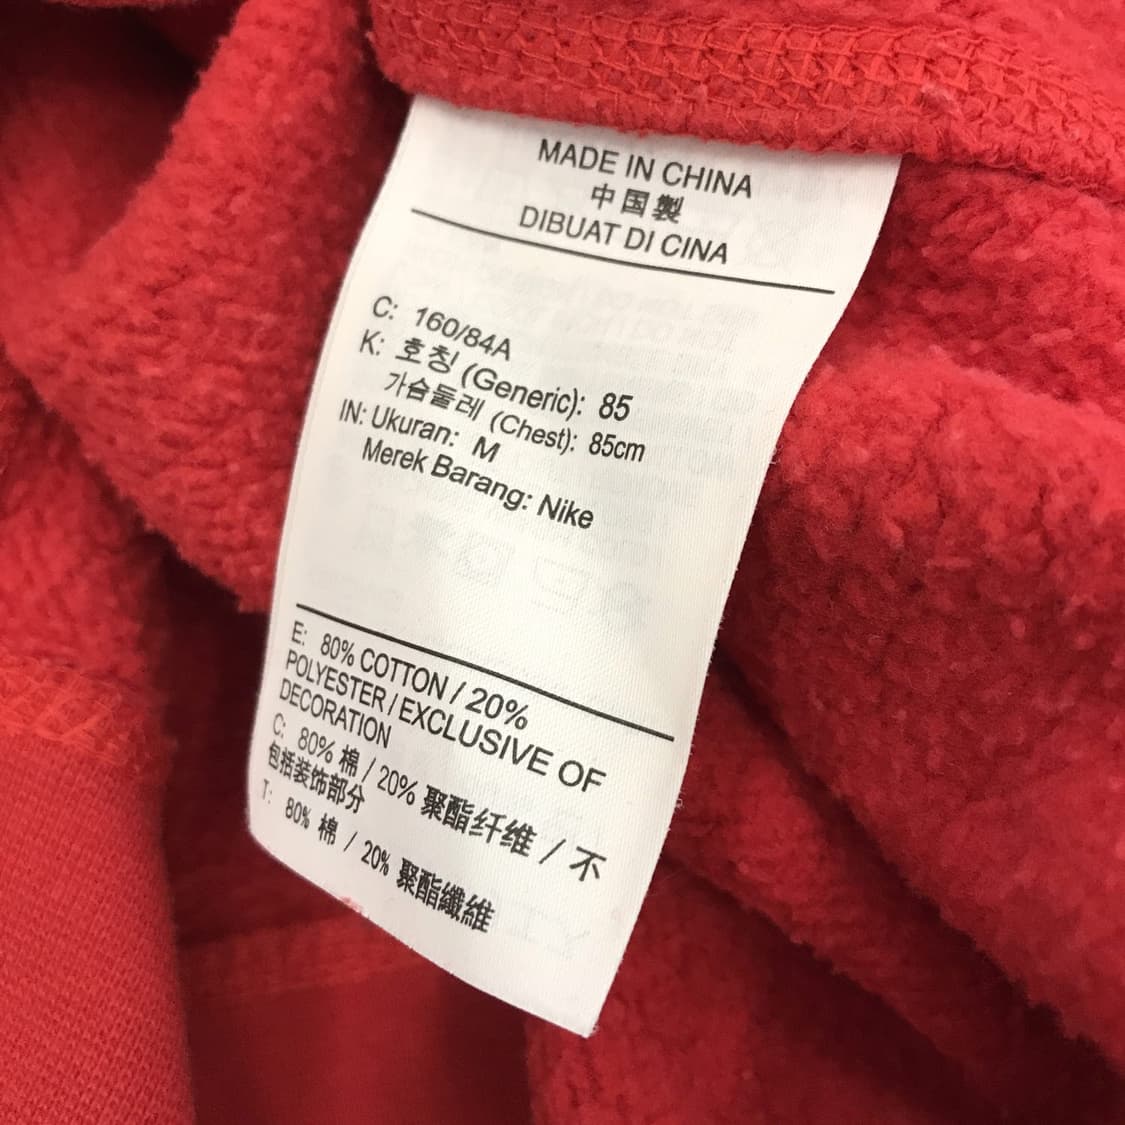 MADE IN CHINA
中国製
DIBUAT DI CINA
C: 160/84A
K: 호칭 (Generic): 85
가슴둘레 (Chest): 85cm
IN: Ukuran: M
Merek Barang: Nike
E: 80% COTTON / 20%
POLYESTER / EXCLUSIVE OF
DECORATION
C: 80% 棉 / 20% 聚酯纤维 / 不
包括装饰部分
T: 80% 棉 / 20% 聚酯纖維